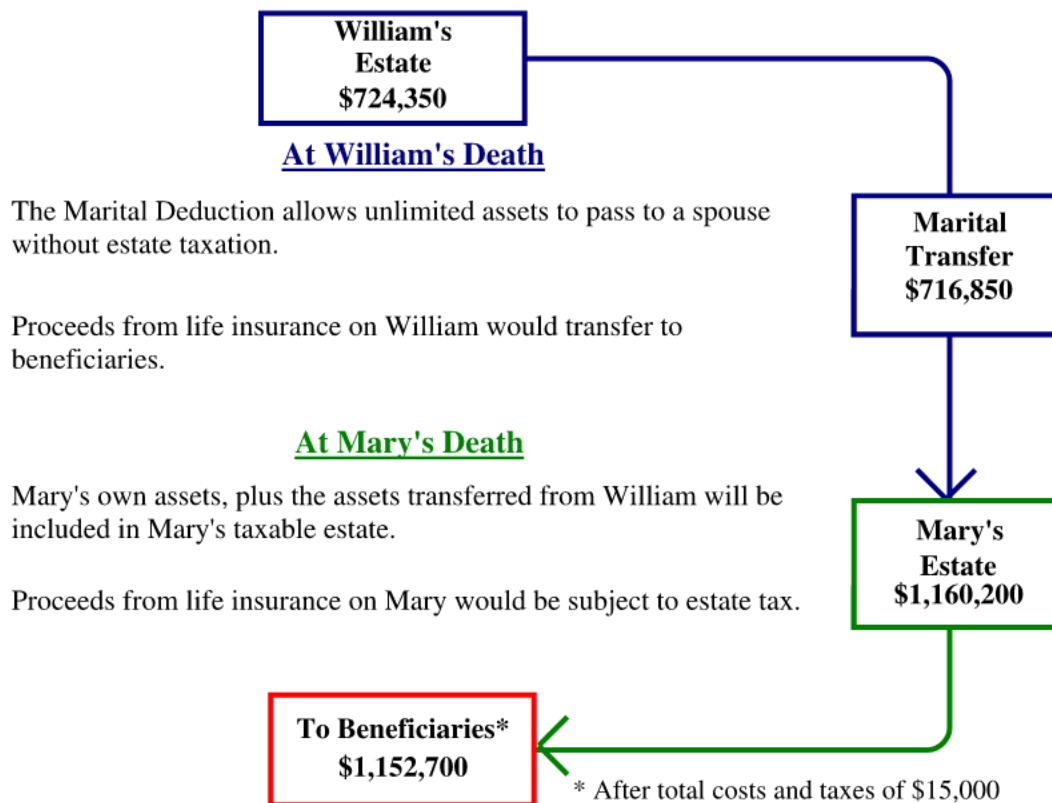 William's
Estate
$724,350
At William's Death
The Marital Deduction allows unlimited assets to pass to a spouse
without estate taxation.
Marital
Transfer
$716,850
Proceeds from life insurance on William would transfer to
beneficiaries.
At Mary's Death
Mary's own assets, plus the assets transferred from William will be
included in Mary's taxable estate.
Mary's
Estate
$1,160,200
Proceeds from life insurance on Mary would be subject to estate tax.
To Beneficiaries*
$1,152,700
* After total costs and taxes of $15,000